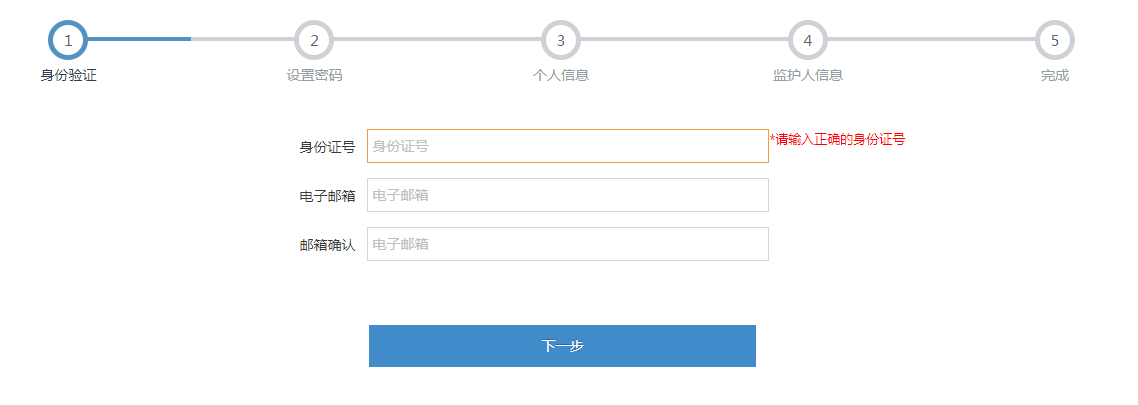 1 2 3 4 5
身份验证 设置密码 个人信息 监护人信息 完成
身份证号 身份证号 *请输入正确的身份证号
电子邮箱 电子邮箱
邮箱确认 电子邮箱
下一步